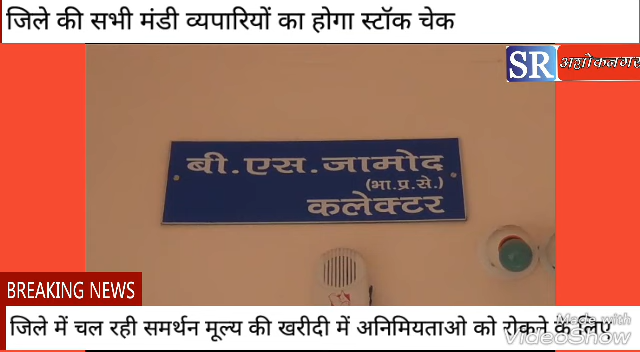 जिले की सभी मंडी व्यपारियों का होगा स्टॉक चेक
SR अशोकनगर
बी.एस.जामोद
(भा.प्र.से.)
कलेक्टर
BREAKING NEWS
जिले में चल रही समर्थन मूल्य की खरीदी में अनिमियताओ को रोकने के लिए
Made with
VideoShow